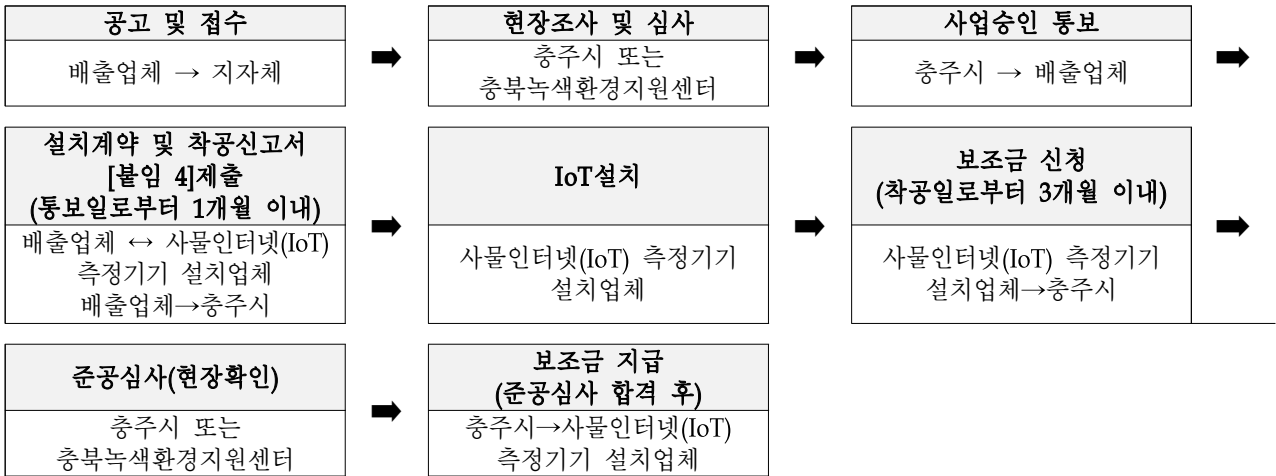 공고 및 접수
배출업체 → 지자체
➡
현장조사 및 심사
충주시 또는
충북녹색환경지원센터
➡
사업승인 통보
충주시 → 배출업체
➡
설치계약 및 착공신고서
[붙임 4]제출
(통보일로부터 1개월 이내)
배출업체 ↔ 사물인터넷(IoT)
측정기기 설치업체
배출업체→충주시
➡
IoT설치
사물인터넷(IoT) 측정기기
설치업체
➡
보조금 신청
(착공일로부터 3개월 이내)
사물인터넷(IoT) 측정기기
설치업체→충주시
➡
준공심사(현장확인)
충주시 또는
충북녹색환경지원센터
➡
보조금 지급
(준공심사 합격 후)
충주시→사물인터넷(IoT)
측정기기 설치업체